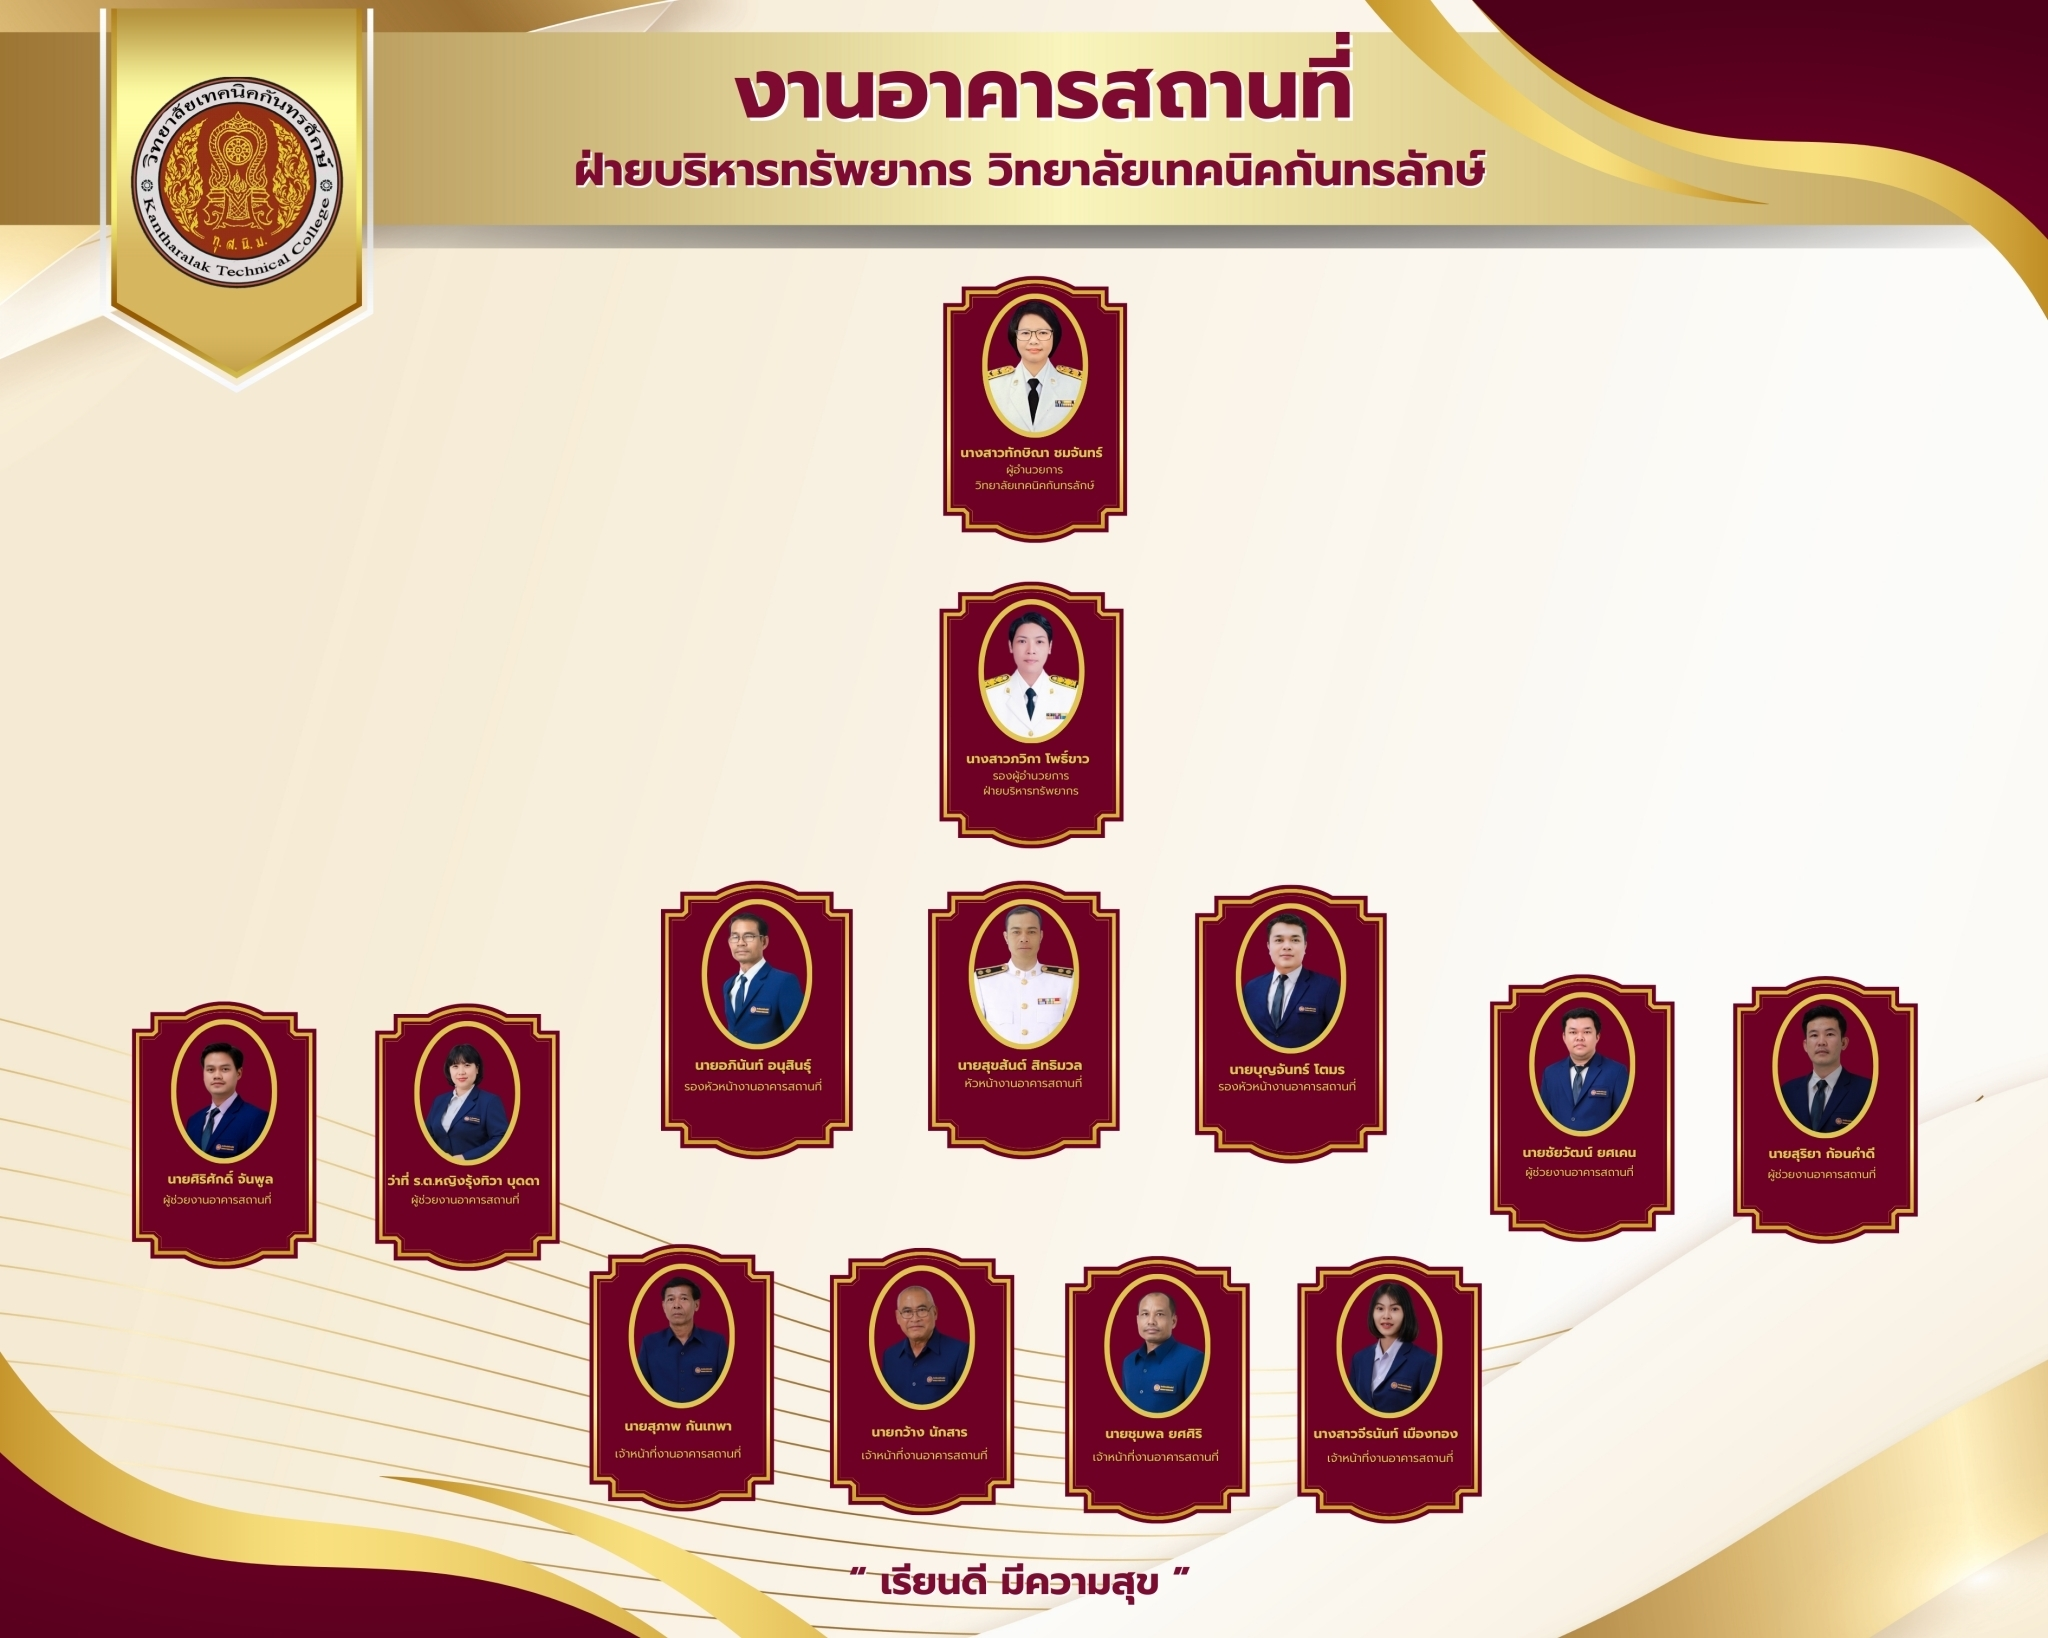 งานอาคารสถานที่
ฝ่ายบริหารทรัพยากร วิทยาลัยเทคนิคกันทรลักษ์
วิทยาลัยเทคนิคกันทรลักษ์
ทุ. ส. นิ. ม.
Kantharalak Technical College
นางสาวทักษิณา ชมจันทร์
ผู้อำนวยการ
วิทยาลัยเทคนิคกันทรลักษ์
นางสาวภวิกา โพธิ์ขาว
รองผู้อำนวยการ
ฝ่ายบริหารทรัพยากร
นายอภินันท์ อนุสินธุ์
รองหัวหน้างานอาคารสถานที่
นายสุขสันต์ สิทธิมวล
หัวหน้างานอาคารสถานที่
นายบุญจันทร์ โตมร
รองหัวหน้างานอาคารสถานที่
นายศิริศักดิ์ จันพูล
ผู้ช่วยงานอาคารสถานที่
ว่าที่ ร.ต.หญิงรุ้งทิวา บุดดา
ผู้ช่วยงานอาคารสถานที่
นายชัยวัฒน์ ยศเคน
ผู้ช่วยงานอาคารสถานที่
นายสุริยา ก้อนคำดี
ผู้ช่วยงานอาคารสถานที่
นายสุภาพ กันเทพา
เจ้าหน้าที่งานอาคารสถานที่
นายกว้าง นักสาร
เจ้าหน้าที่งานอาคารสถานที่
นายชุมพล ยศศิริ
เจ้าหน้าที่งานอาคารสถานที่
นางสาวจีรนันท์ เมืองทอง
เจ้าหน้าที่งานอาคารสถานที่
“ เรียนดี มีความสุข ”